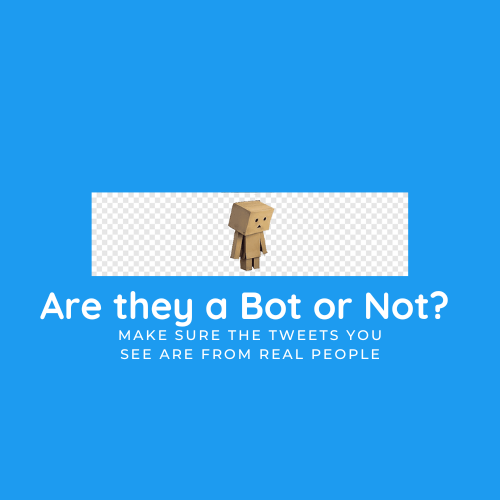 Are they a Bot or Not?
MAKE SURE THE TWEETS YOU
SEE ARE FROM REAL PEOPLE